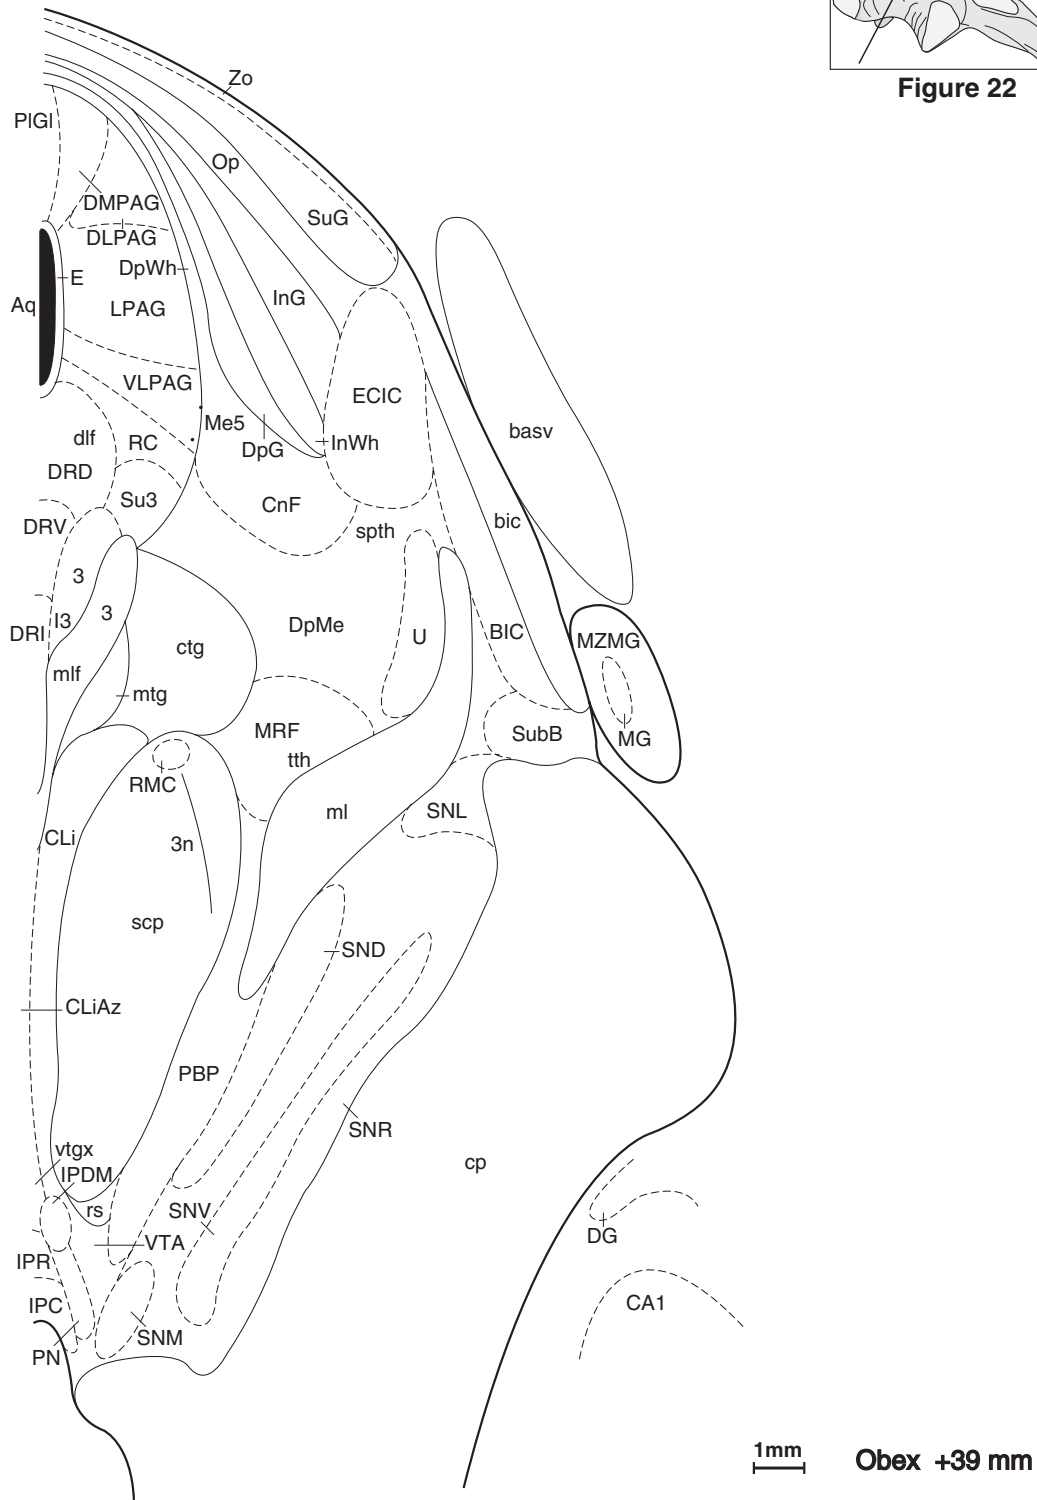 Figure 22
Zo
PlGl
Op
DMPAG
SuG
DLPAG
DpWh
E
Aq
LPAG
InG
VLPAG
ECIC
Me5
dlf
RC
DpG
InWh
basv
DRD
Su3
CnF
DRV
spth
bic
3
3
I3
DRI
DpMe
U
BIC
MZMG
ctg
mlf
mtg
MRF
SubB
MG
tth
RMC
ml
SNL
CLi
3n
scp
SND
CLiAz
PBP
SNR
vtgx
cp
IPDM
rs
SNV
DG
VTA
IPR
IPC
CA1
SNM
PN
1mm
Obex +39 mm